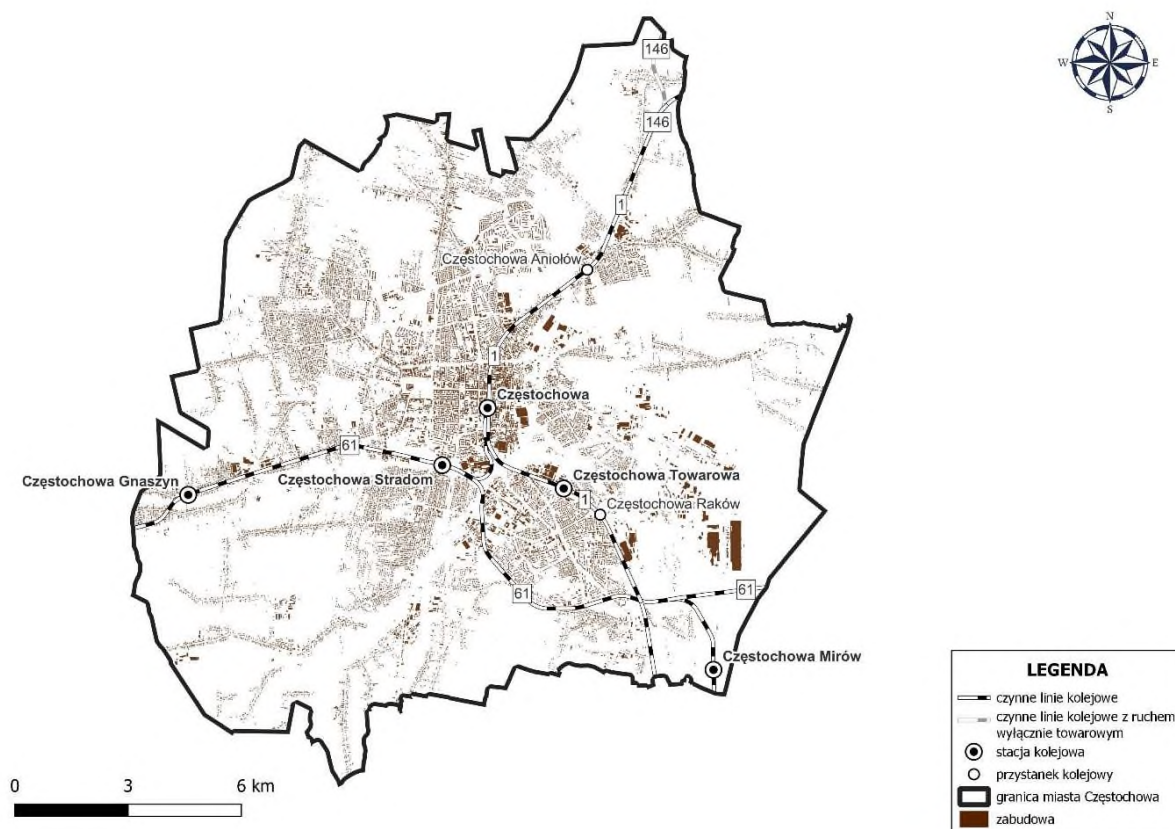 N
W
E
S
146
146
1
Częstochowa Aniołów
1
Częstochowa
61
Częstochowa Gnaszyn
Częstochowa Stradom
Częstochowa Towarowa
1
Częstochowa Raków
61
61
Częstochowa Mirów
0
3
6 km
LEGENDA
czynne linie kolejowe
czynne linie kolejowe z ruchem
wyłącznie towarowym
stacja kolejowa
przystanek kolejowy
granica miasta Częstochowa
zabudowa